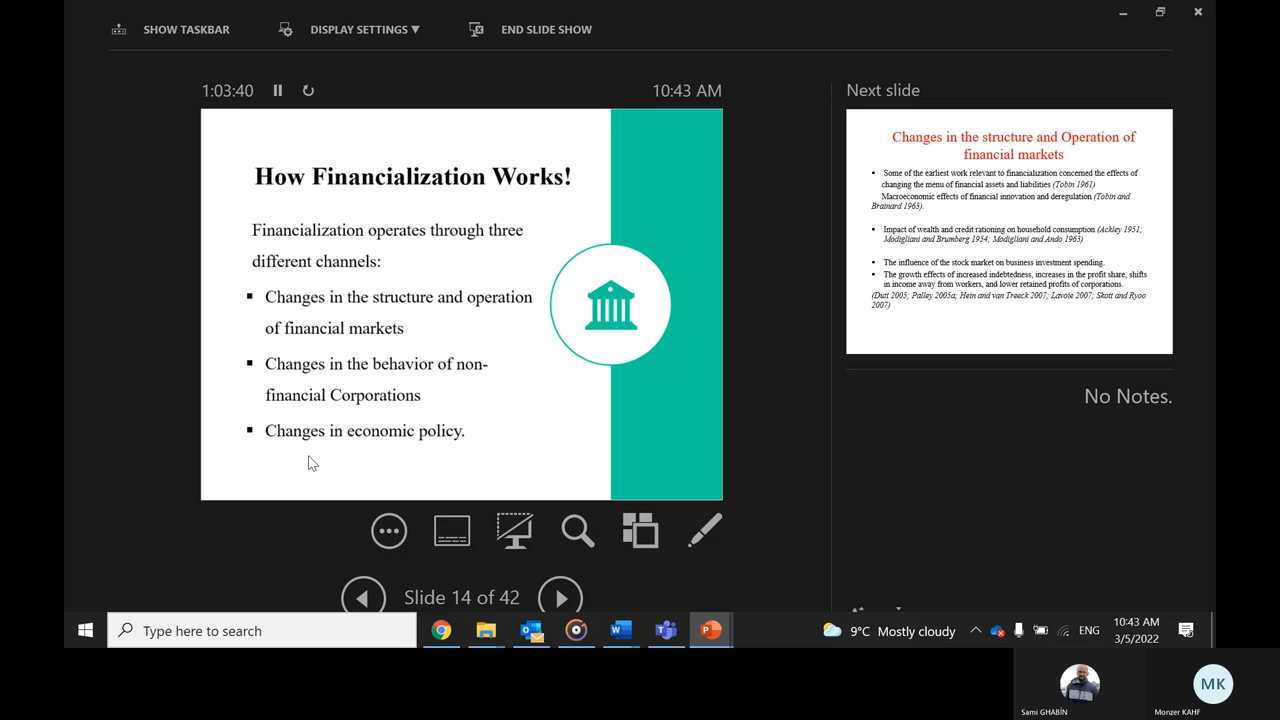 SHOW TASKBAR
DISPLAY SETTINGS ▼
END SLIDE SHOW
1:03:40
10:43 AM
How Financialization Works!
Financialization operates through three
different channels:
▪ Changes in the structure and operation
of financial markets
▪ Changes in the behavior of non-
financial Corporations
▪ Changes in economic policy.
Next slide
Changes in the structure and Operation of
financial markets
• Some of the earliest work relevant to financialization concerned the effects of
changing the menu of financial assets and liabilities (Tobin 1961)
Macroeconomic effects of financial innovation and deregulation (Tobin and
Brainard 1963).
• Impact of wealth and credit rationing on household consumption (Ackley 1951;
Modigliani and Brumberg 1954; Modigliani and Ando 1963)
• The influence of the stock market on business investment spending.
• The growth effects of increased indebtedness, increases in the profit share, shifts
in income away from workers, and lower retained profits of corporations.
(Dutt 2005; Palley 2005a; Hein and van Treeck 2007; Lavoie 2007; Skott and Ryoo
2007)
No Notes.
Slide 14 of 42
Type here to search
9°C Mostly cloudy
ENG
10:43 AM
3/5/2022
MK
Sami GHABİN
Monzer KAHF